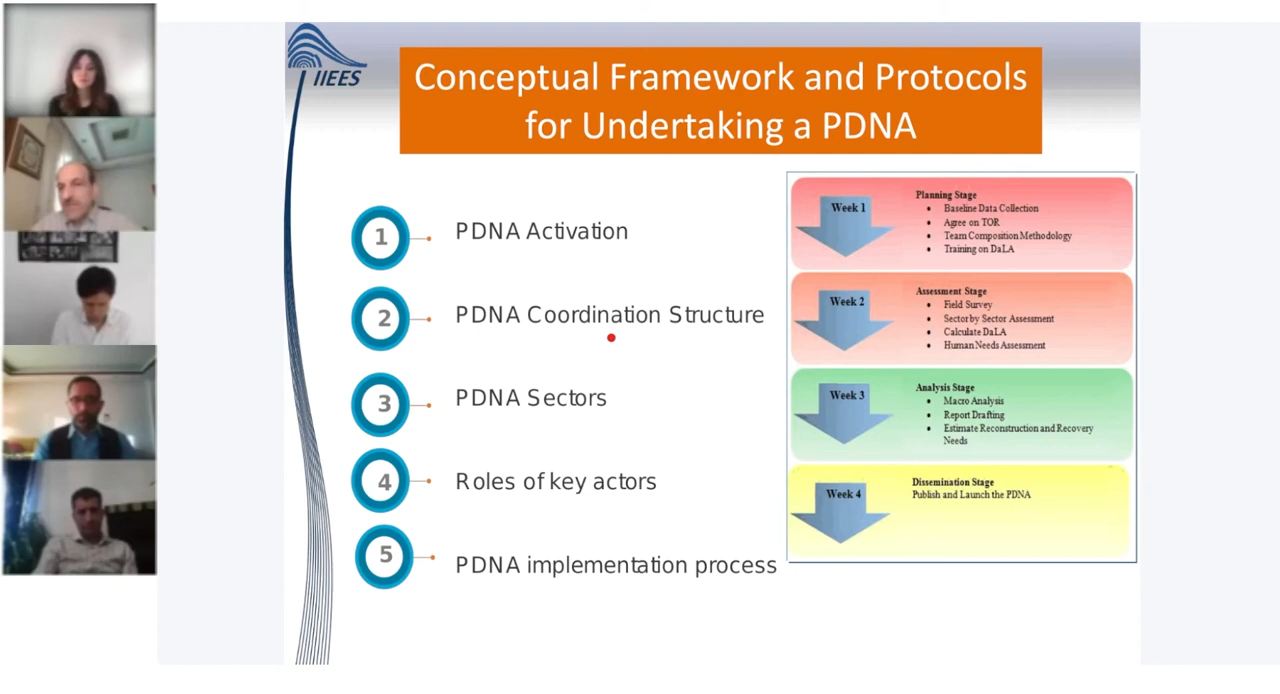 IIEES
Conceptual Framework and Protocols
for Undertaking a PDNA
1
PDNA Activation
2
PDNA Coordination Structure
3
PDNA Sectors
4
Roles of key actors
5
PDNA implementation process
Week 1
Planning Stage
• Baseline Data Collection
• Agree on TOR
• Team Composition Methodology
• Training on DaLA
Week 2
Assessment Stage
• Field Survey
• Sector by Sector Assessment
• Calculate DaLA
• Human Needs Assessment
Week 3
Analysis Stage
• Macro Analysis
• Report Drafting
• Estimate Reconstruction and Recovery
Needs
Week 4
Dissemination Stage
Publish and Launch the PDNA